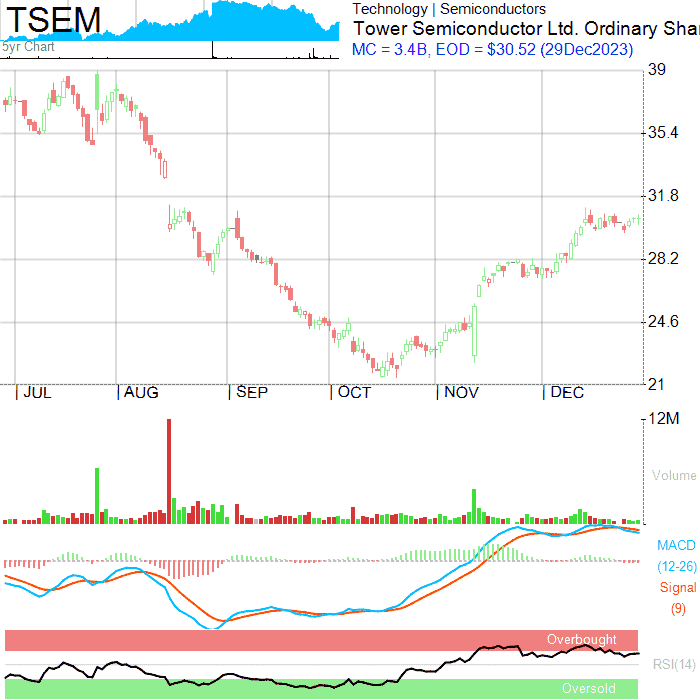 TSEM
5yr Chart
Technology | Semiconductors
Tower Semiconductor Ltd. Ordinary Shar
MC = 3.4B, EOD = $30.52 (29Dec2023)
39
35.4
31.8
28.2
24.6
21
JUL AUG SEP OCT NOV DEC
12M
Volume
MACD
(12-26)
Signal
(9)
Overbought
RSI(14)
Oversold